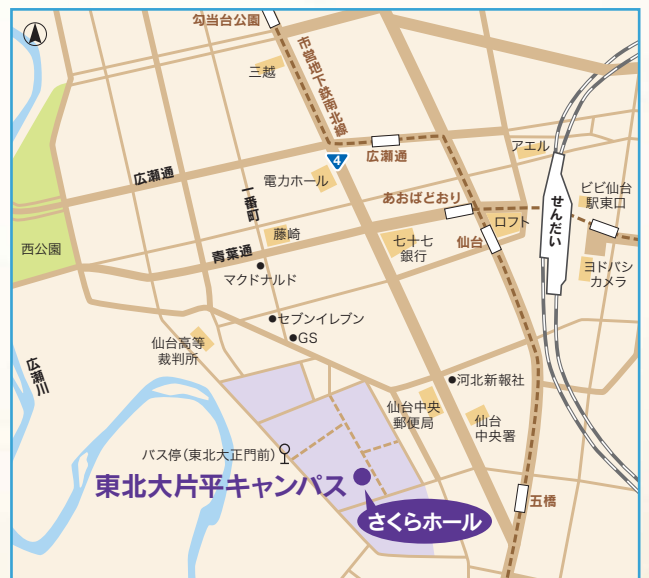 勾当台公園
市営地下鉄南北線
三越
広瀬通
4
アエル
電力ホール
広瀬通
一番町
あおばどおり
ロフト
せんだい
ビビ仙台
駅東口
藤崎
七十七
銀行
仙台
西公園
青葉通
マクドナルド
ヨドバシ
カメラ
セブンイレブン
GS
仙台高等
裁判所
広瀬川
河北新報社
仙台中央
郵便局
仙台
中央署
バス停(東北大正門前)
東北大片平キャンパス
さくらホール
五橋